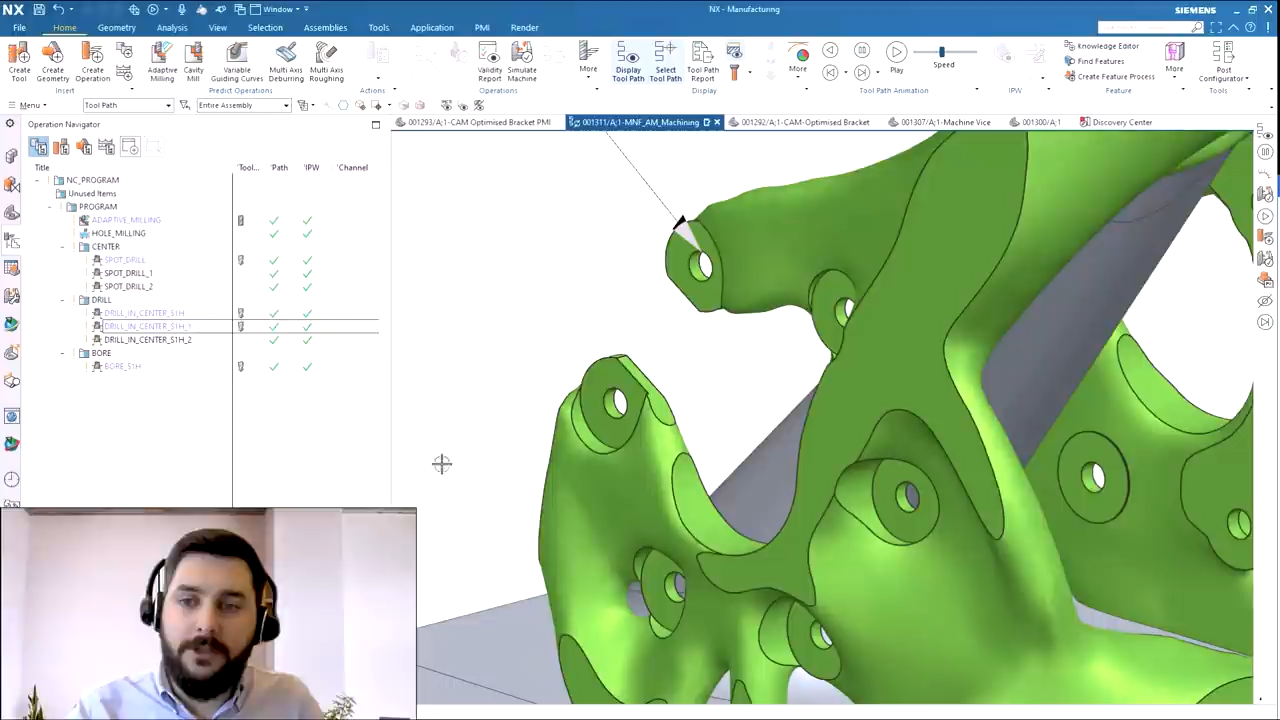 NX
Window
NX - Manufacturing
SIEMENS
File
Home
Geometry
Analysis
View
Selection
Assemblies
Tools
Application
PMI
Render
Create Tool
Create Geometry
Create Operation
Adaptive Milling
Cavity Mill
Variable Guiding Curves
Multi Axis Deburring
Multi Axis Roughing
More
Validity Report
Simulate Machine
More
Display Tool Path
Select Tool Path
Tool Path Report
More
Play
Speed
Knowledge Editor
Find Features
Create Feature Process
More
Post Configurator
Insert
Predict Operations
Actions
Operations
Display
Tool Path Animation
IPW
Feature
Tools
Menu
Tool Path
Entire Assembly
Operation Navigator
001293/A;1-CAM Optimised Bracket PMI
001311/A;1-MNF_AM_Machining
001292/A;1-CAM-Optimised Bracket
001307/A;1-Machine Vice
001300/A;1
Discovery Center
Title
Tool...
Path
IPW
Channel
NC_PROGRAM
Unused Items
PROGRAM
ADAPTIVE_MILLING
HOLE_MILLING
CENTER
SPOT_DRILL
SPOT_DRILL_1
SPOT_DRILL_2
DRILL
DRILL_IN_CENTER_S1H
DRILL_IN_CENTER_S1H_1
DRILL_IN_CENTER_S1H_2
BORE
BORE_S1H